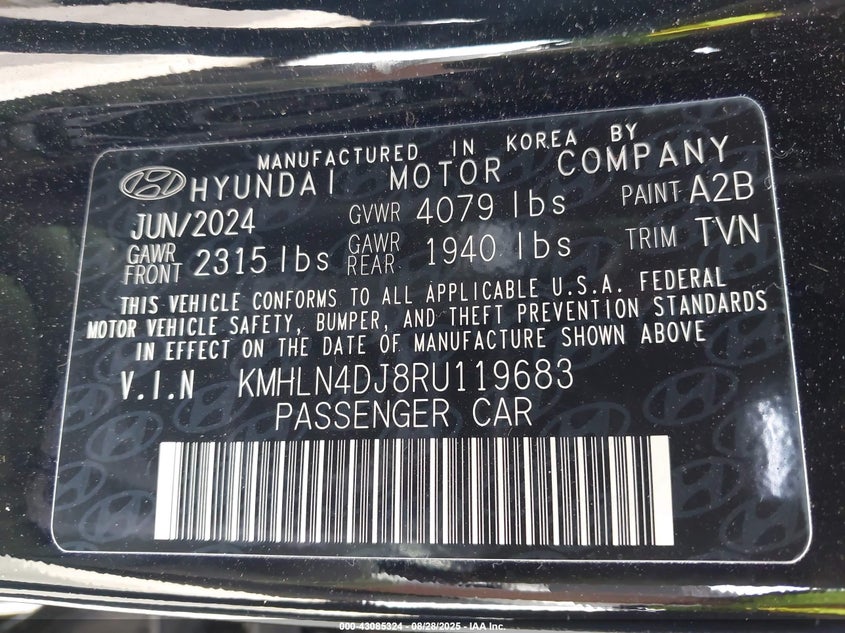 MANUFACTURED IN KOREA BY
HYUNDAI MOTOR COMPANY
JUN/2024 GVWR 4079 lbs PAINT A2B
GAWR FRONT 2315 lbs GAWR REAR 1940 lbs TRIM TVN
THIS VEHICLE CONFORMS TO ALL APPLICABLE U.S.A. FEDERAL
MOTOR VEHICLE SAFETY, BUMPER, AND THEFT PREVENTION STANDARDS
IN EFFECT ON THE DATE OF MANUFACTURE SHOWN ABOVE
V.I.N KMHLN4DJ8RU119683
PASSENGER CAR
000-43085324 - 08/28/2025 - IAA Inc.